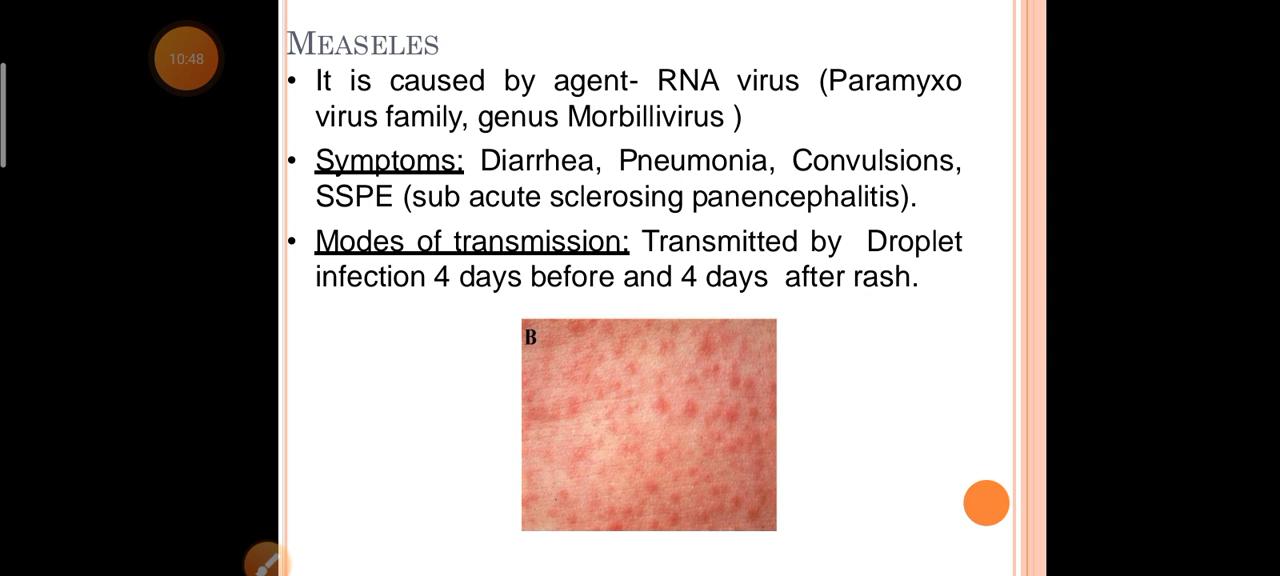 10:48
MEASELES
• It is caused by agent- RNA virus (Paramyxo
virus family, genus Morbillivirus )
• Symptoms: Diarrhea, Pneumonia, Convulsions,
SSPE (sub acute sclerosing panencephalitis).
• Modes of transmission: Transmitted by Droplet
infection 4 days before and 4 days after rash.
B